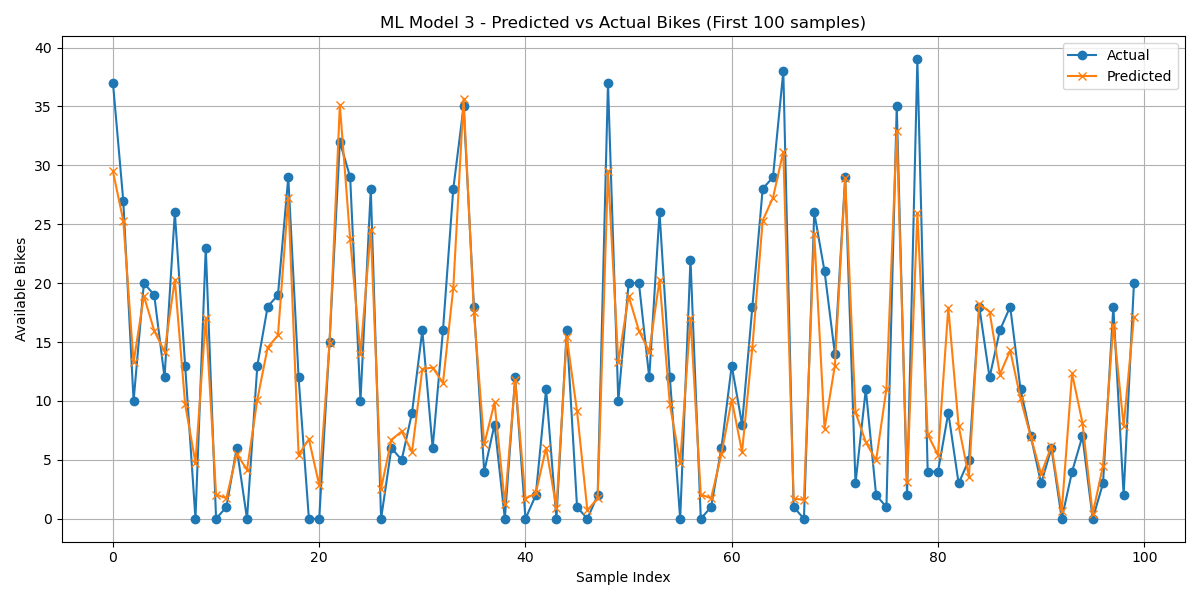 ML Model 3 - Predicted vs Actual Bikes (First 100 samples)
Actual
Predicted
Available Bikes
40
35
30
25
20
15
10
5
0
0 20 40 60 80 100
Sample Index